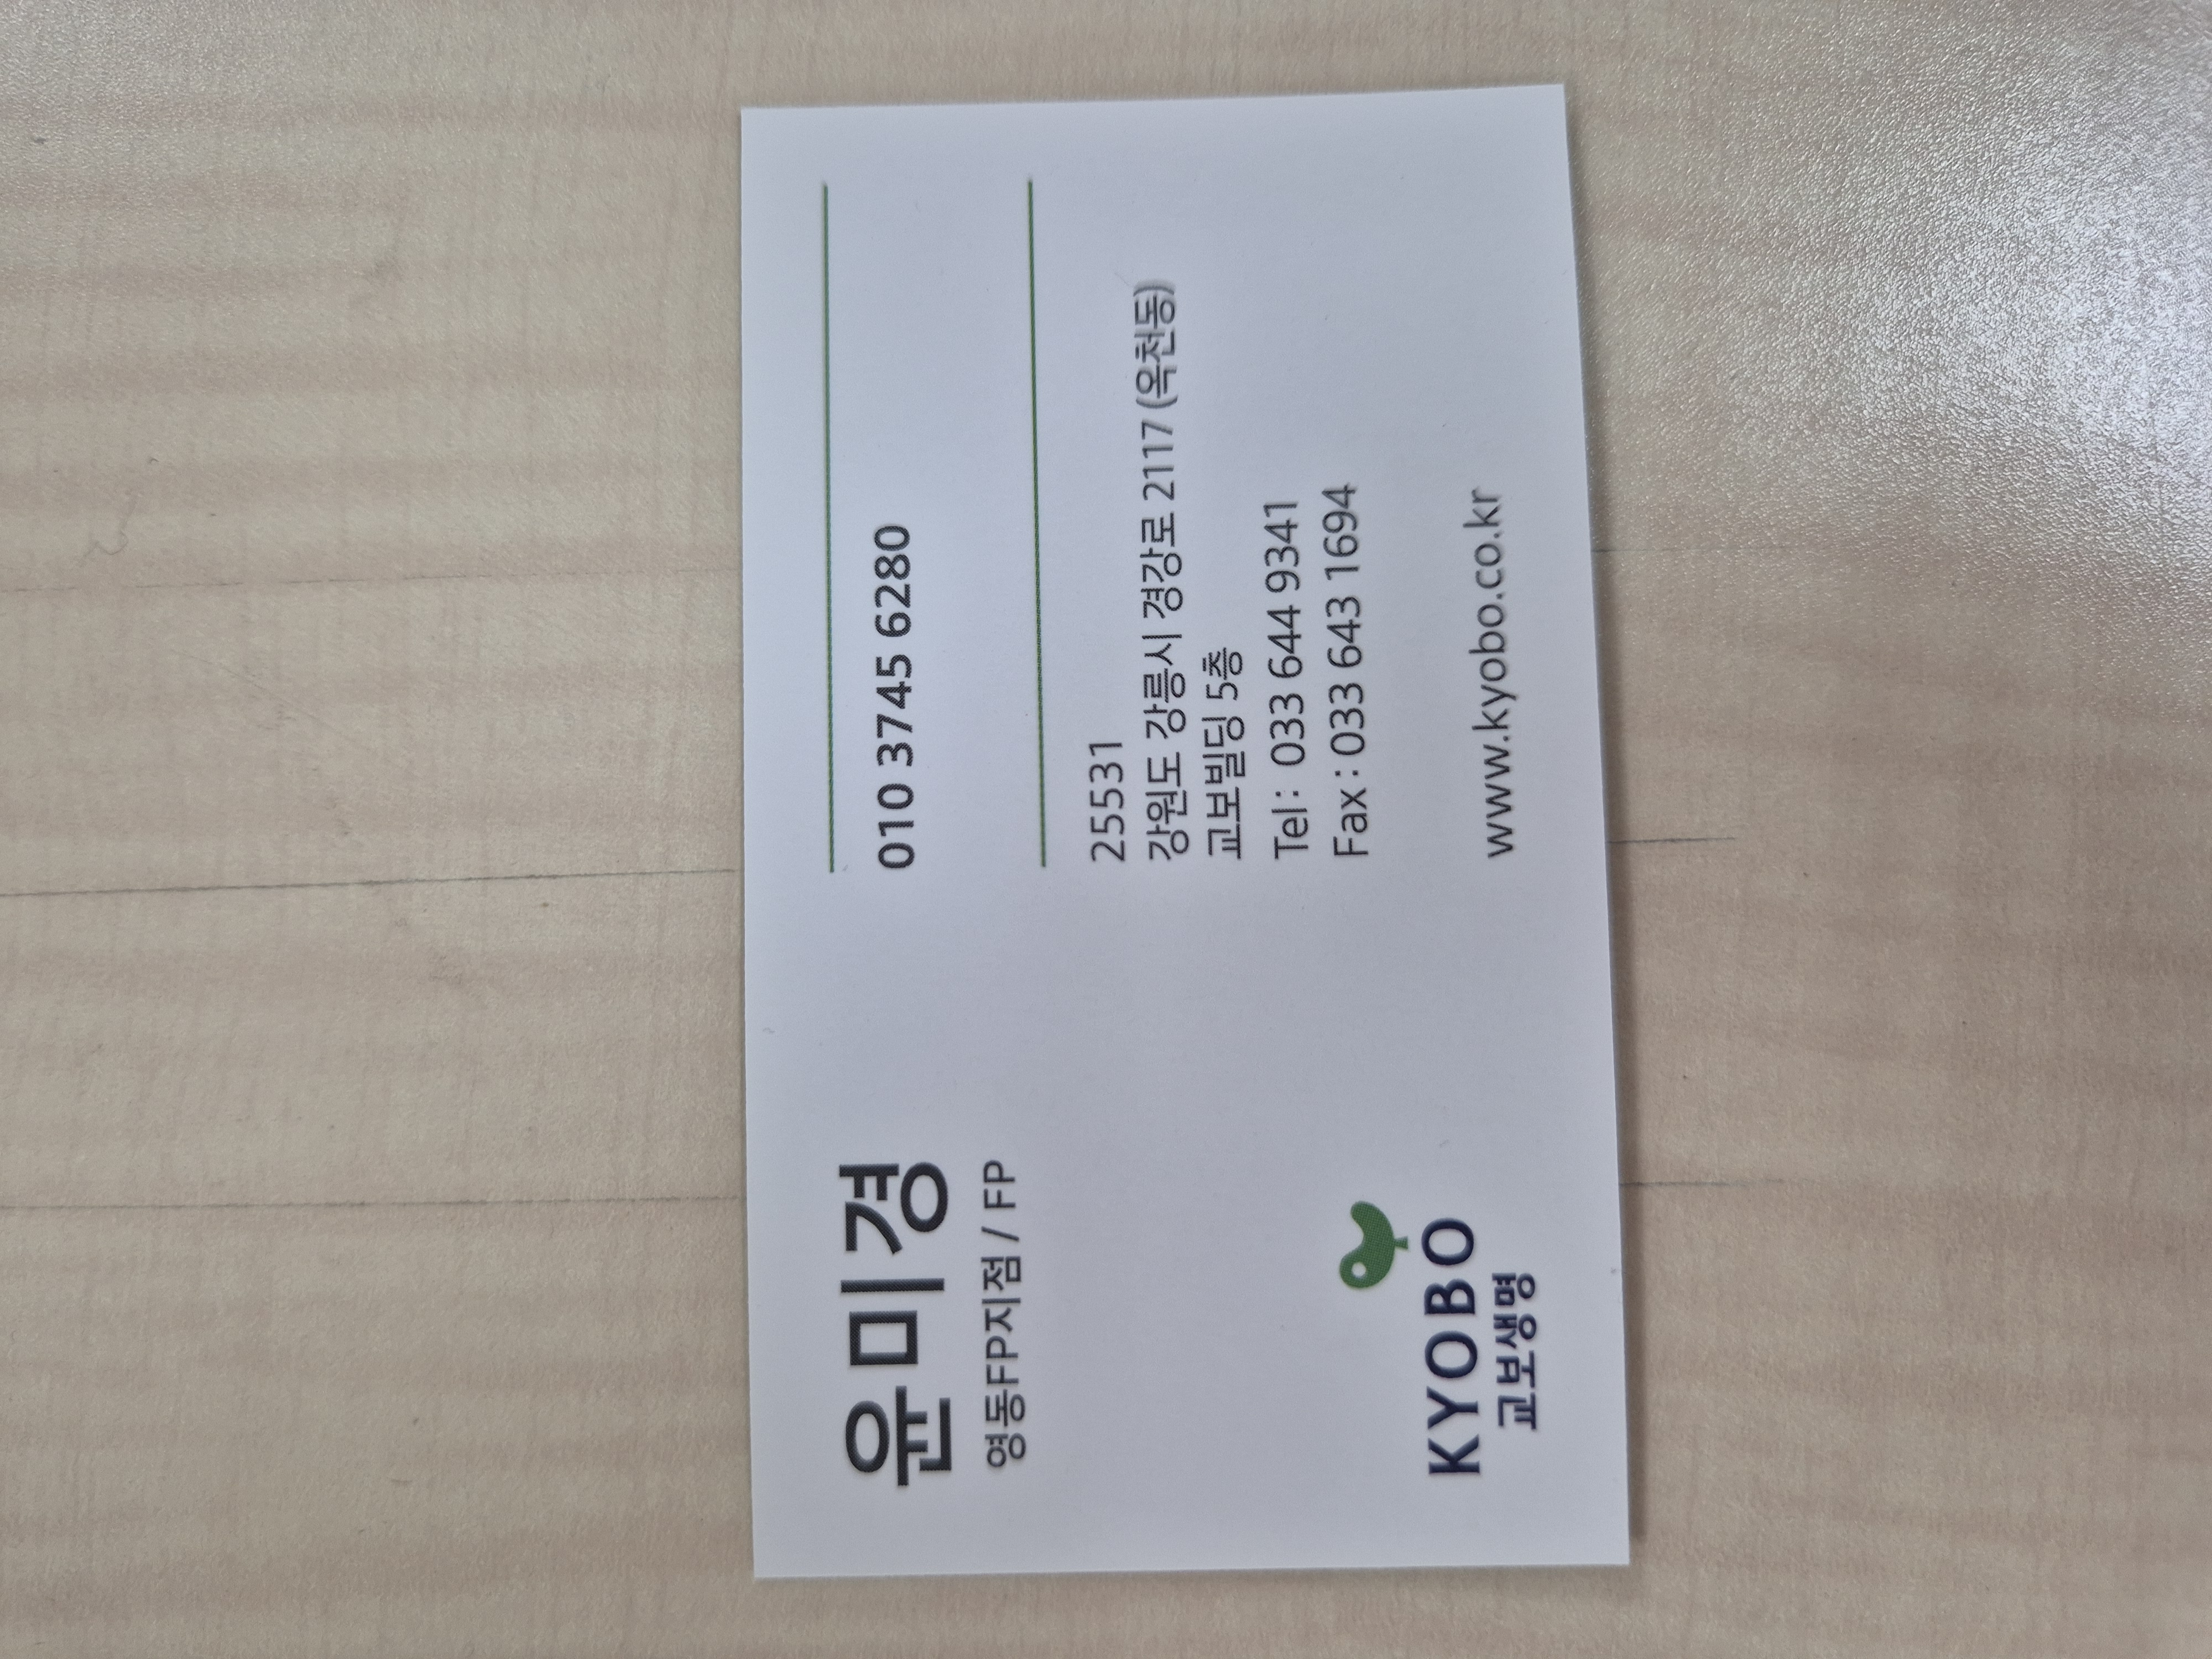 윤미경
영동FP지점 / FP
010 3745 6280
25531
강원도 강릉시 경강로 2117 (옥천동)
교보빌딩 5층
Tel : 033 644 9341
Fax : 033 643 1694
www.kyobo.co.kr
KYOBO
교보생명